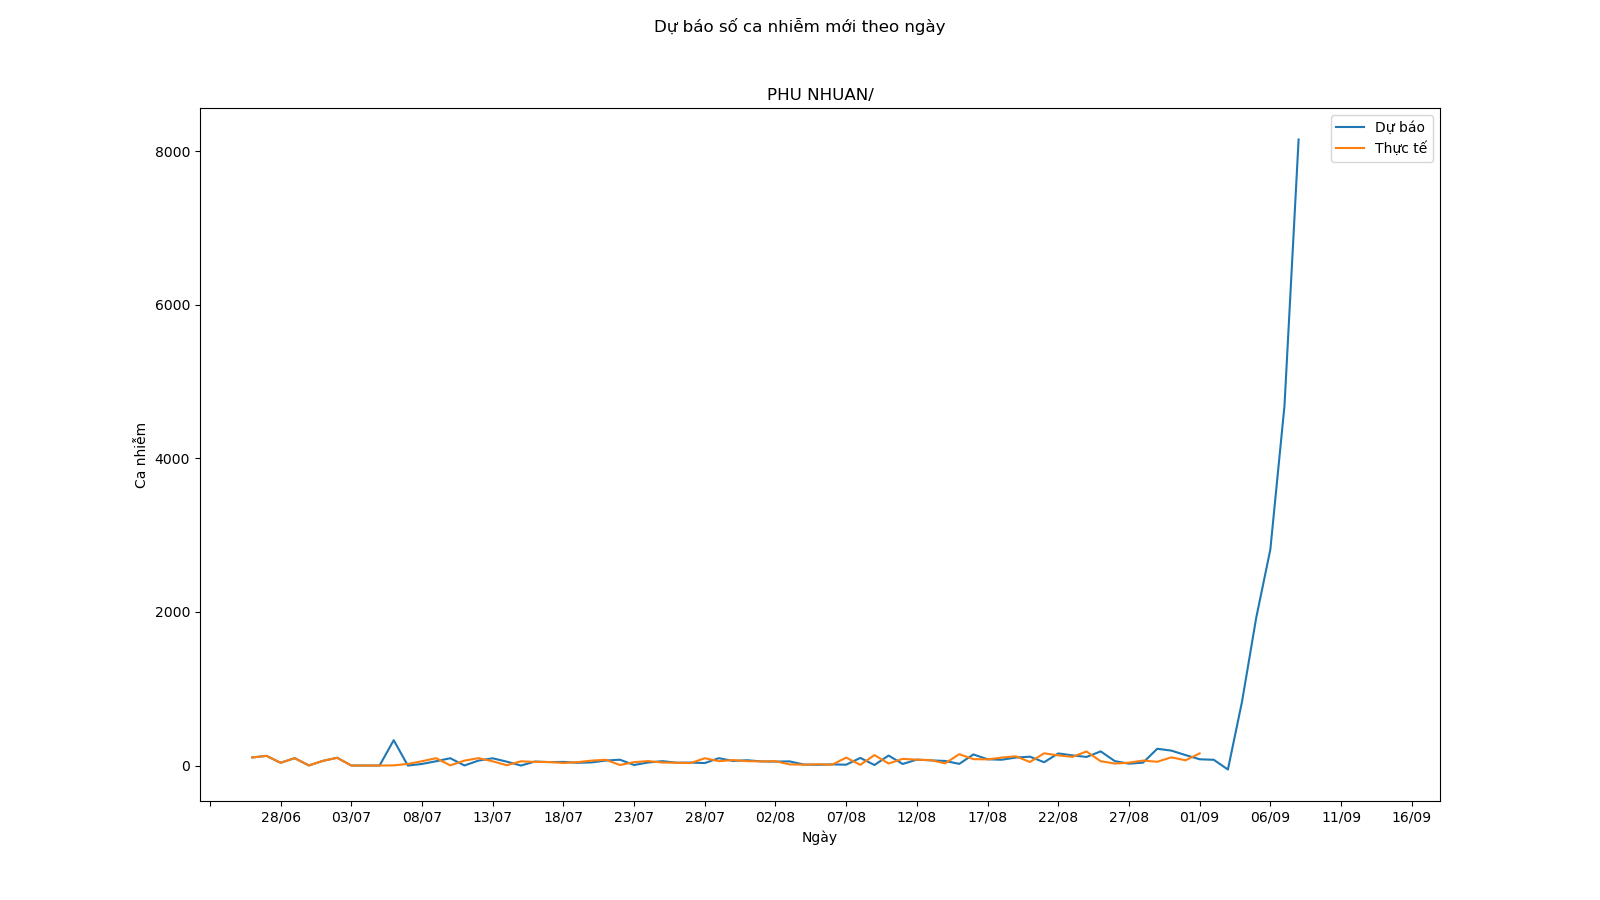 Dự báo số ca nhiễm mới theo ngày
PHU NHUAN/
Dự báo
Thực tế
8000
6000
4000
2000
0
Ca nhiễm
28/06 03/07 08/07 13/07 18/07 23/07 28/07 02/08 07/08 12/08 17/08 22/08 27/08 01/09 06/09 11/09 16/09
Ngày